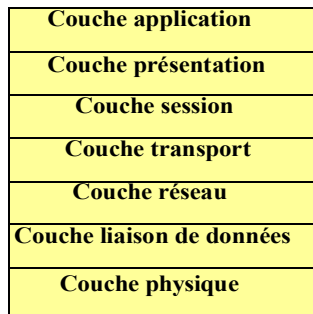 Couche application
Couche présentation
Couche session
Couche transport
Couche réseau
Couche liaison de données
Couche physique